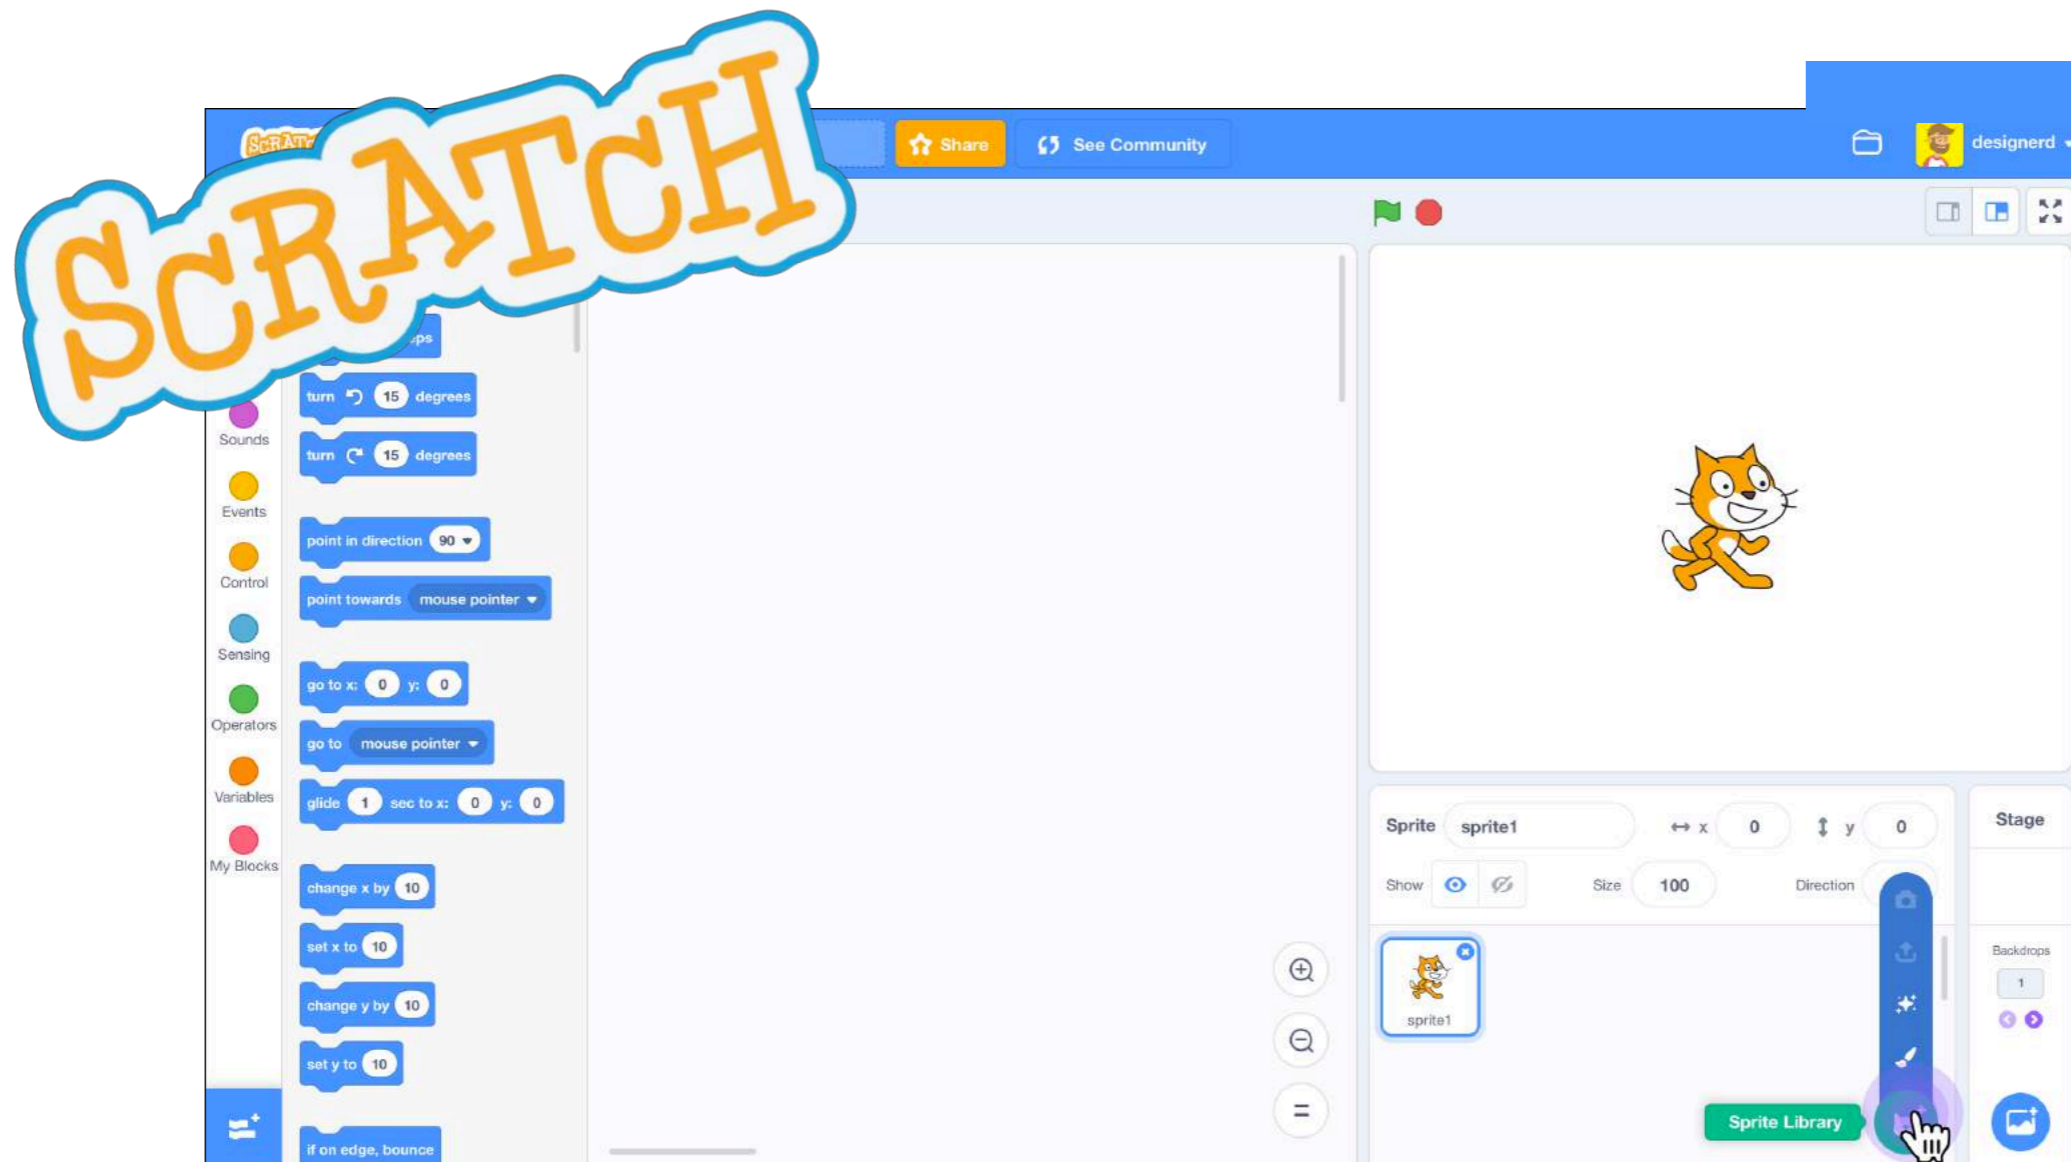 SCRATCH
SCRAT
Share
See Community
designerd
eps
turn 15 degrees
Sounds
turn 15 degrees
Events
point in direction 90
Control
point towards mouse pointer
Sensing
go to x: 0 y: 0
Operators
go to mouse pointer
Variables
glide 1 sec to x: 0 y: 0
My Blocks
change x by 10
set x to 10
change y by 10
set y to 10
if on edge, bounce
Sprite sprite1 x 0 y 0
Show Size 100 Direction
sprite1
Sprite Library
Stage
Backdrops
1